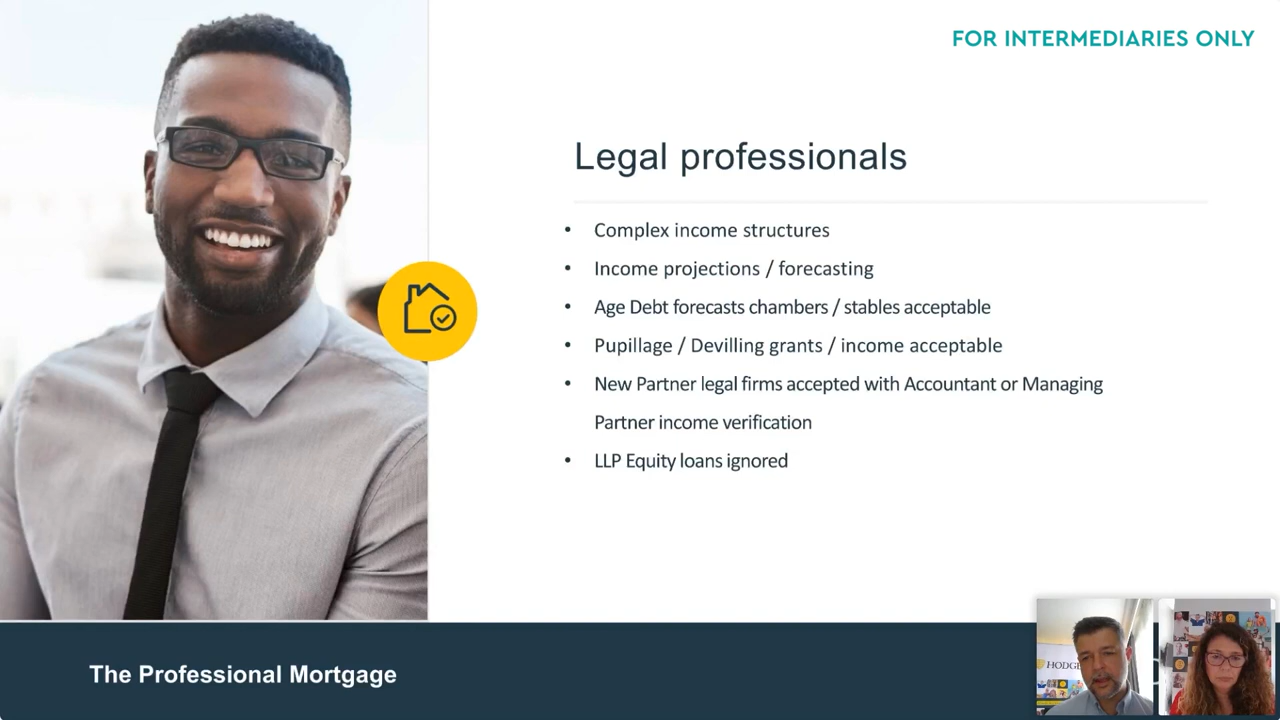 FOR INTERMEDIARIES ONLY
Legal professionals
• Complex income structures
• Income projections / forecasting
• Age Debt forecasts chambers / stables acceptable
• Pupillage / Devilling grants / income acceptable
• New Partner legal firms accepted with Accountant or Managing
Partner income verification
• LLP Equity loans ignored
The Professional Mortgage